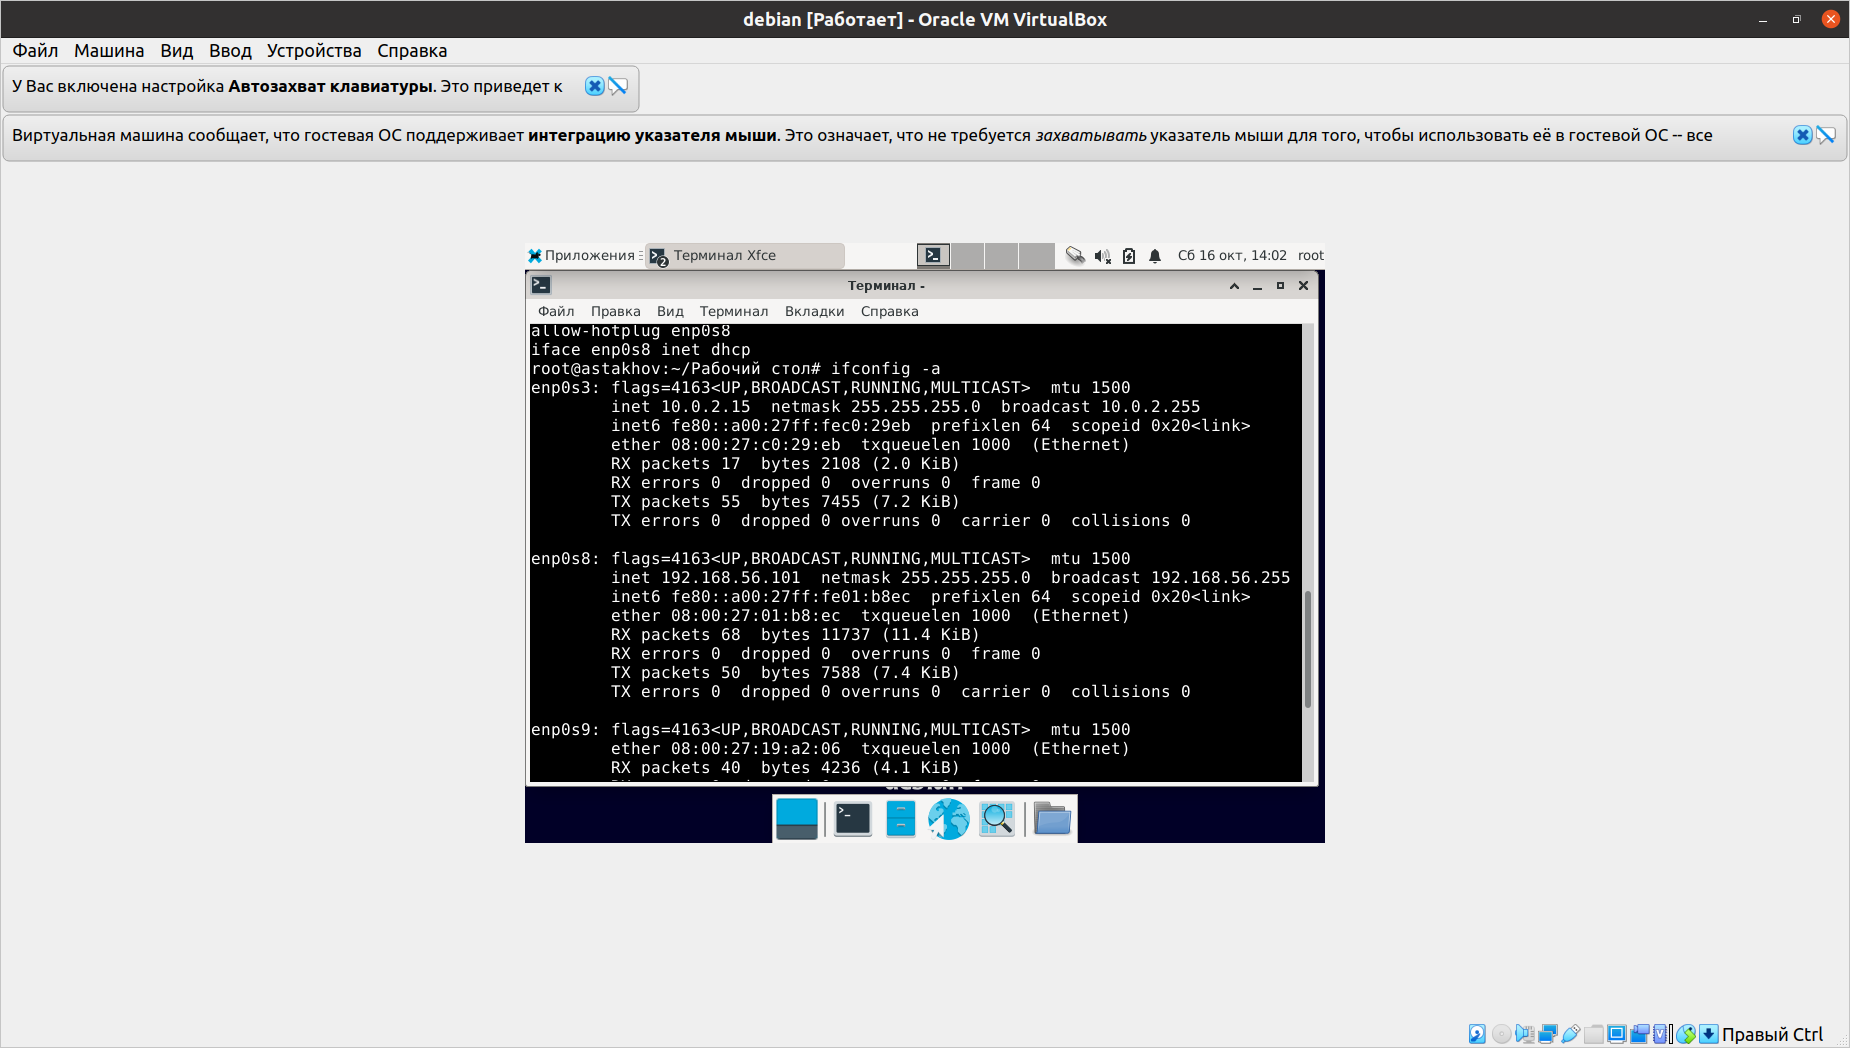 debian [Работает] - Oracle VM VirtualBox
Файл Машина Вид Ввод Устройства Справка
У Вас включена настройка Автозахват клавиатуры. Это приведет к
Виртуальная машина сообщает, что гостевая ОС поддерживает интеграцию указателя мыши. Это означает, что не требуется захватывать указатель мыши для того, чтобы использовать её в гостевой ОС -- все
Приложения 2 Терминал Xfce Сб 16 окт, 14:02 root
Терминал -
Файл Правка Вид Терминал Вкладки Справка
allow-hotplug enp0s8
iface enp0s8 inet dhcp
root@astakhov:~/Рабочий стол# ifconfig -a
enp0s3: flags=4163<UP,BROADCAST,RUNNING,MULTICAST>  mtu 1500
inet 10.0.2.15  netmask 255.255.255.0  broadcast 10.0.2.255
inet6 fe80::a00:27ff:fec0:29eb  prefixlen 64  scopeid 0x20<link>
ether 08:00:27:c0:29:eb  txqueuelen 1000  (Ethernet)
RX packets 17  bytes 2108 (2.0 KiB)
RX errors 0  dropped 0  overruns 0  frame 0
TX packets 55  bytes 7455 (7.2 KiB)
TX errors 0  dropped 0 overruns 0  carrier 0  collisions 0
enp0s8: flags=4163<UP,BROADCAST,RUNNING,MULTICAST>  mtu 1500
inet 192.168.56.101  netmask 255.255.255.0  broadcast 192.168.56.255
inet6 fe80::a00:27ff:fe01:b8ec  prefixlen 64  scopeid 0x20<link>
ether 08:00:27:01:b8:ec  txqueuelen 1000  (Ethernet)
RX packets 68  bytes 11737 (11.4 KiB)
RX errors 0  dropped 0  overruns 0  frame 0
TX packets 50  bytes 7588 (7.4 KiB)
TX errors 0  dropped 0 overruns 0  carrier 0  collisions 0
enp0s9: flags=4163<UP,BROADCAST,RUNNING,MULTICAST>  mtu 1500
ether 08:00:27:19:a2:06  txqueuelen 1000  (Ethernet)
RX packets 40  bytes 4236 (4.1 KiB)
Правый Ctrl